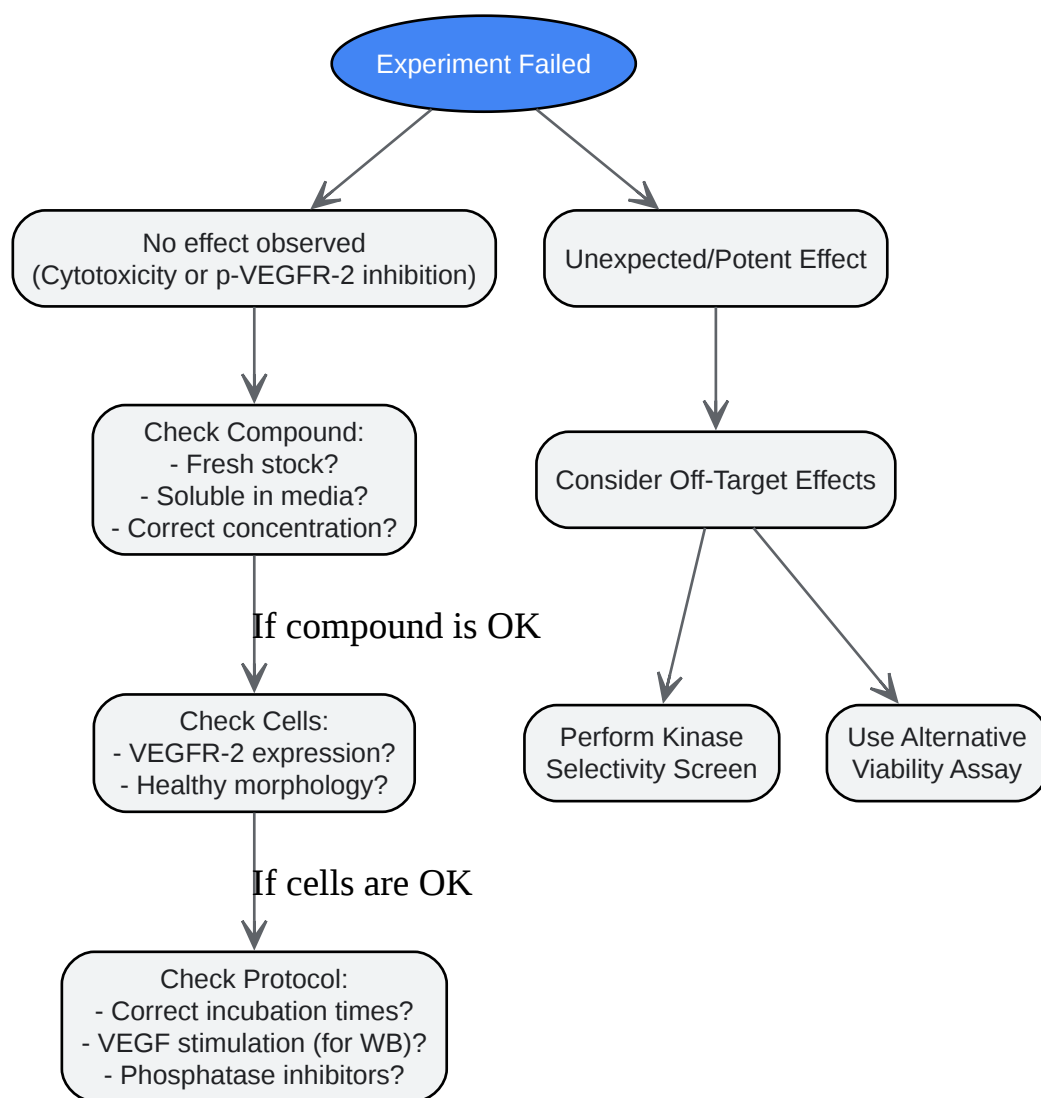 Experiment Failed
No effect observed
(Cytotoxicity or p-VEGFR-2 inhibition)
Unexpected/Potent Effect
Check Compound:
- Fresh stock?
- Soluble in media?
- Correct concentration?
Consider Off-Target Effects
If compound is OK
Check Cells:
- VEGFR-2 expression?
- Healthy morphology?
Perform Kinase
Selectivity Screen
Use Alternative
Viability Assay
If cells are OK
Check Protocol:
- Correct incubation times?
- VEGF stimulation (for WB)?
- Phosphatase inhibitors?